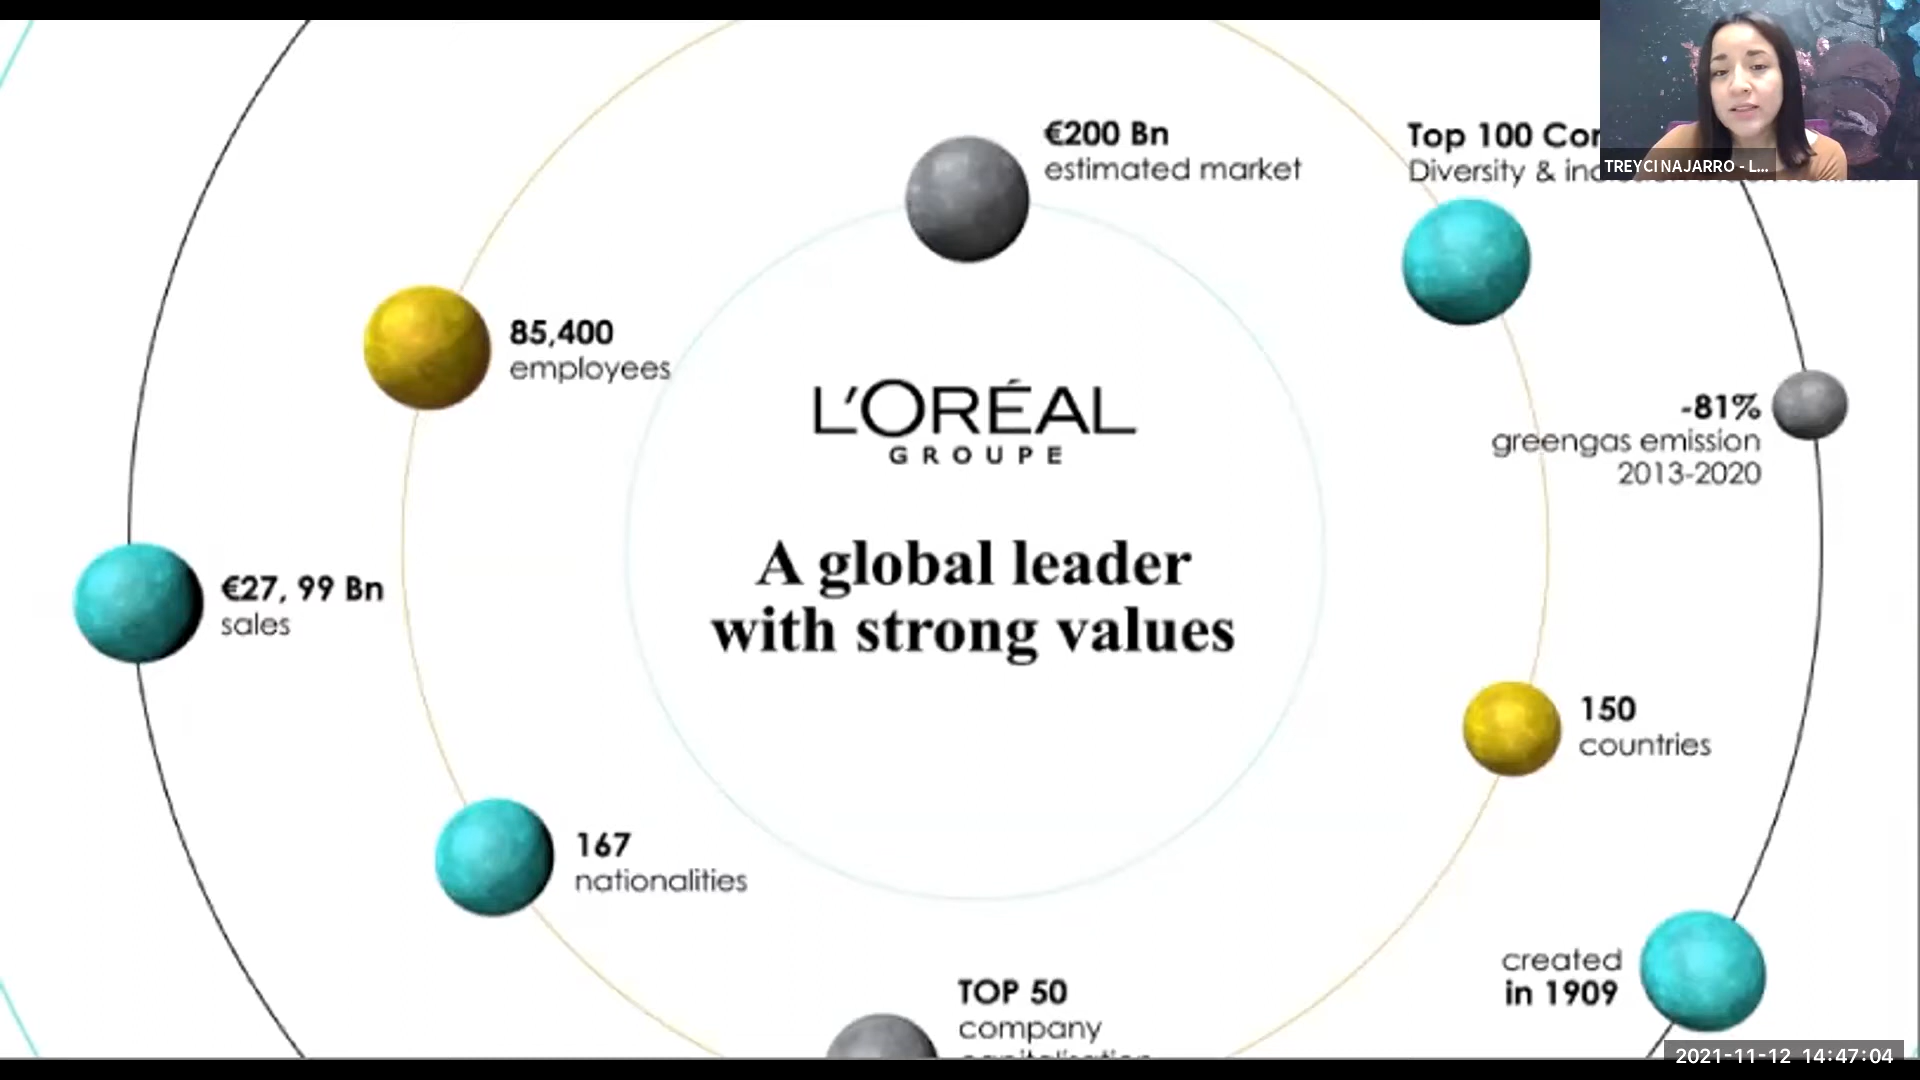 €200 Bn
estimated market
Top 100
Diversity &
TREYCI NAJARRO - L...
85,400
employees
L'ORÉAL
GROUPE
-81%
greengas emission
2013-2020
A global leader
with strong values
€27, 99 Bn
sales
150
countries
167
nationalities
created
in 1909
TOP 50
company
capitalisation
2021-11-12 14:47:04